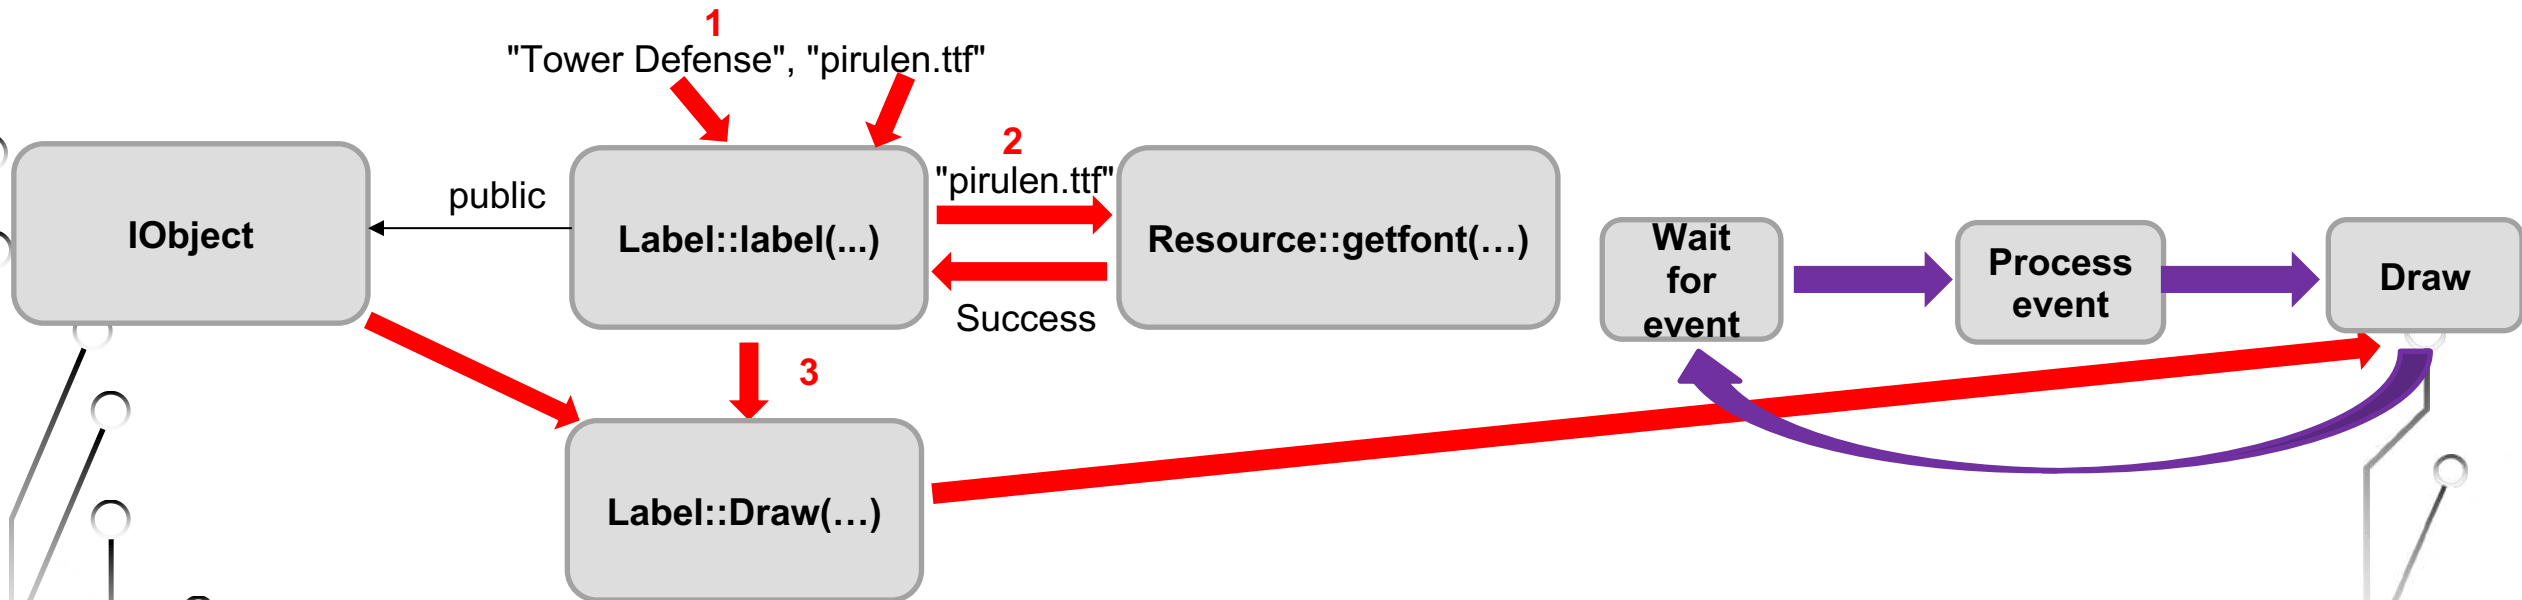 1
"Tower Defense", "pirulen.ttf"
IObject
public
Label::label(...)
2
"pirulen.ttf"
Success
Resource::getfont(…)
3
Label::Draw(…)
Wait
for
event
Process
event
Draw